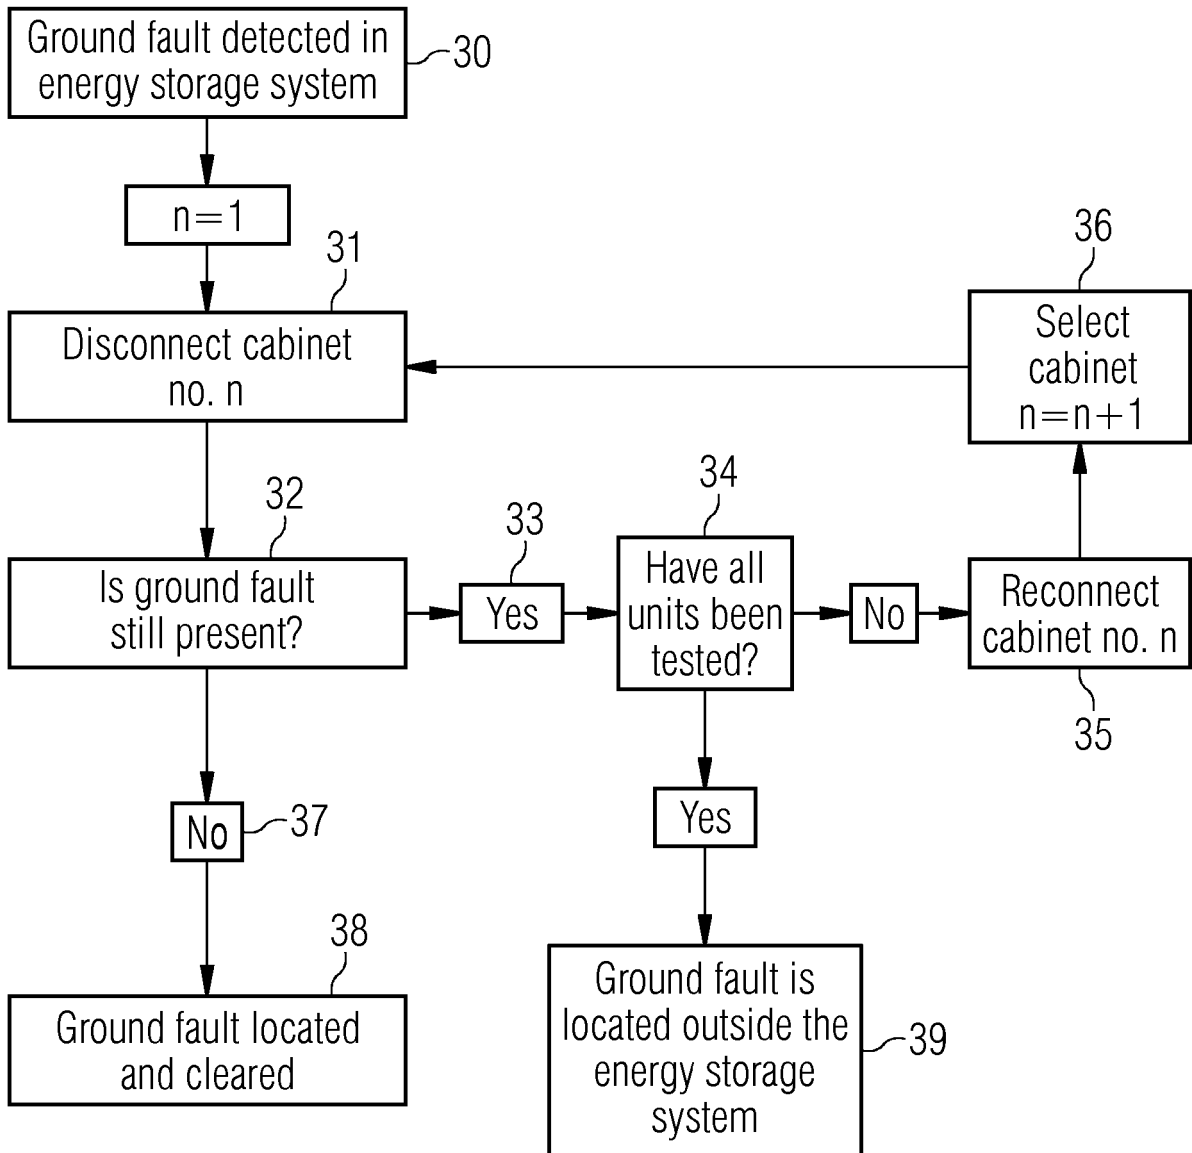 Ground fault detected in
energy storage system
30
n=1
31
Disconnect cabinet
no. n
36
Select
cabinet
n=n+1
32
Is ground fault
still present?
33
Yes
34
Have all
units been
tested?
No
Reconnect
cabinet no. n
35
No
37
Yes
38
Ground fault located
and cleared
Ground fault is
located outside the
energy storage
system
39